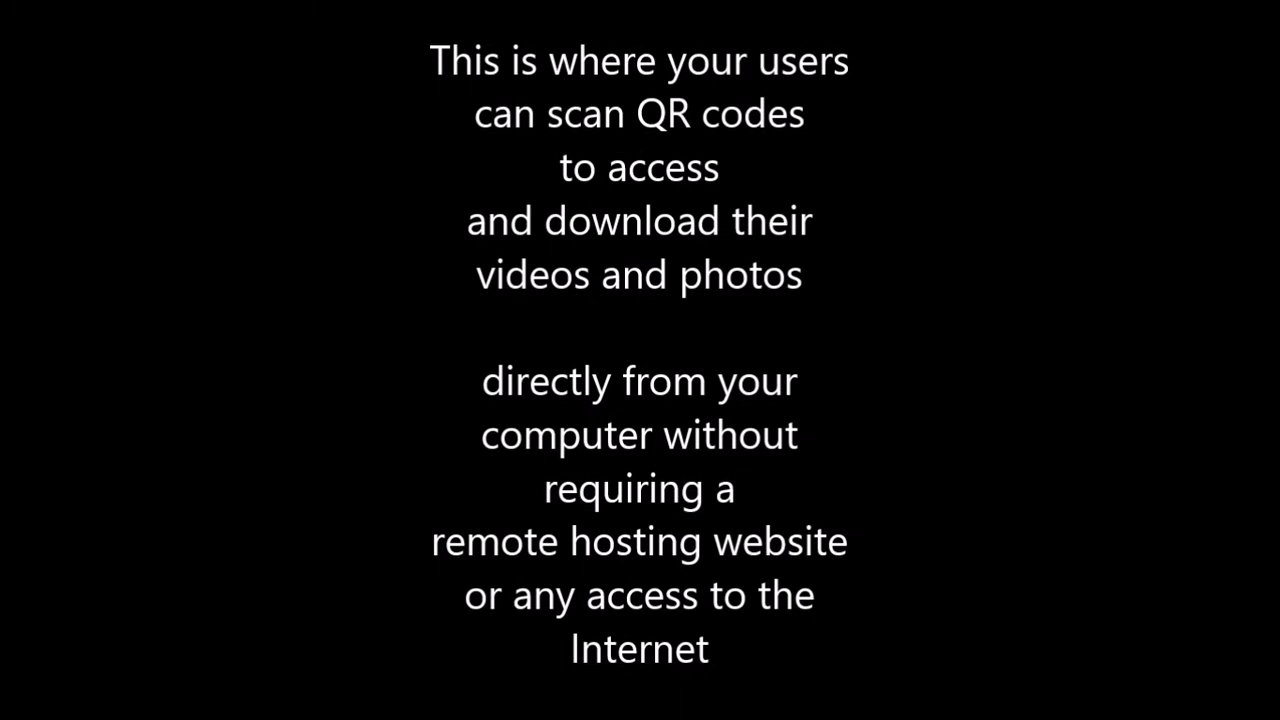 This is where your users
can scan QR codes
to access
and download their
videos and photos
directly from your
computer without
requiring a
remote hosting website
or any access to the
Internet